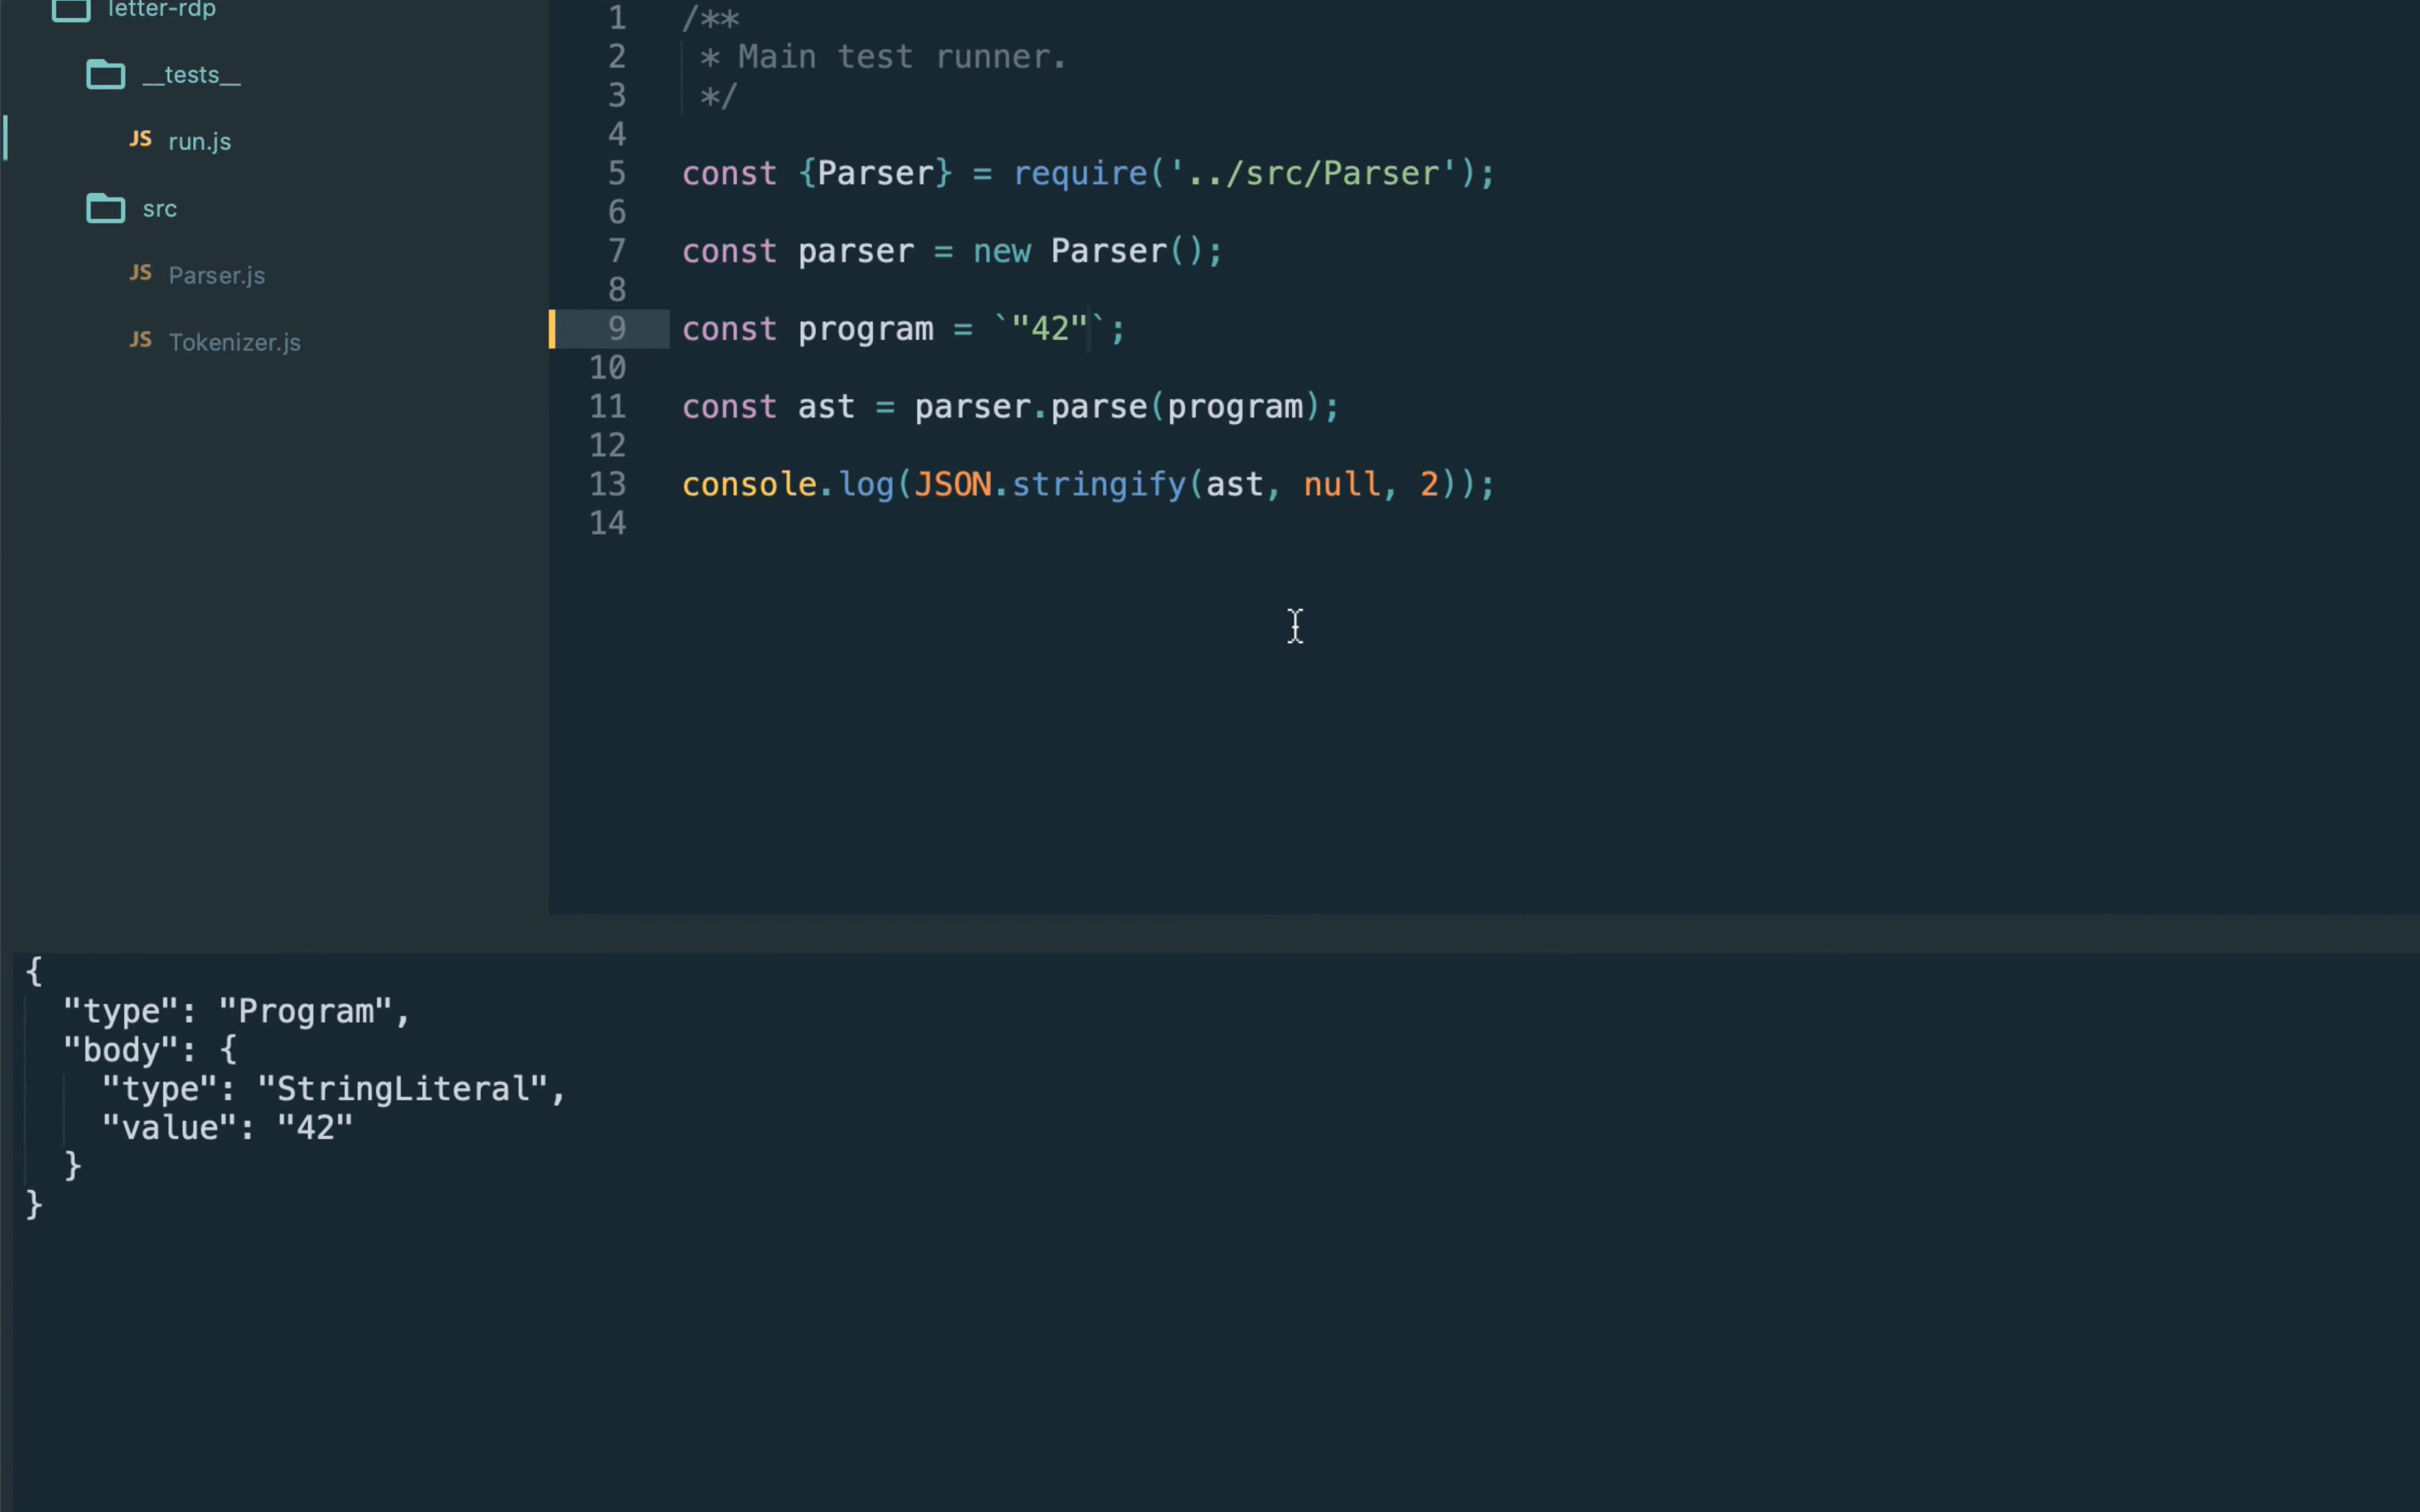 letter-rdp
__tests__
JS run.js
src
JS Parser.js
JS Tokenizer.js
1 /**
2 * Main test runner.
3 */
4
5 const {Parser} = require('../src/Parser');
6
7 const parser = new Parser();
8
9 const program = `"42"`;
10
11 const ast = parser.parse(program);
12
13 console.log(JSON.stringify(ast, null, 2));
14
{
"type": "Program",
"body": {
"type": "StringLiteral",
"value": "42"
}
}